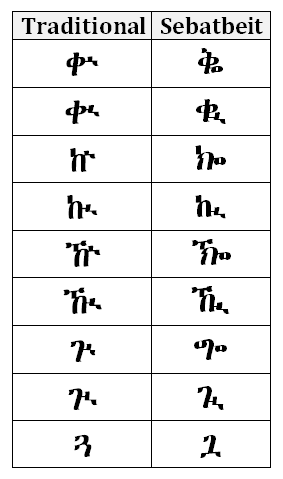 Traditional Sebatbeit
ቍ 𞟲
ቊ 𞟰
ኵ 𞟷
ኲ 𞟵
ዅ 𞟫
ዂ 𞟩
ጕ 𞟺
ጒ 𞟸
ጓ